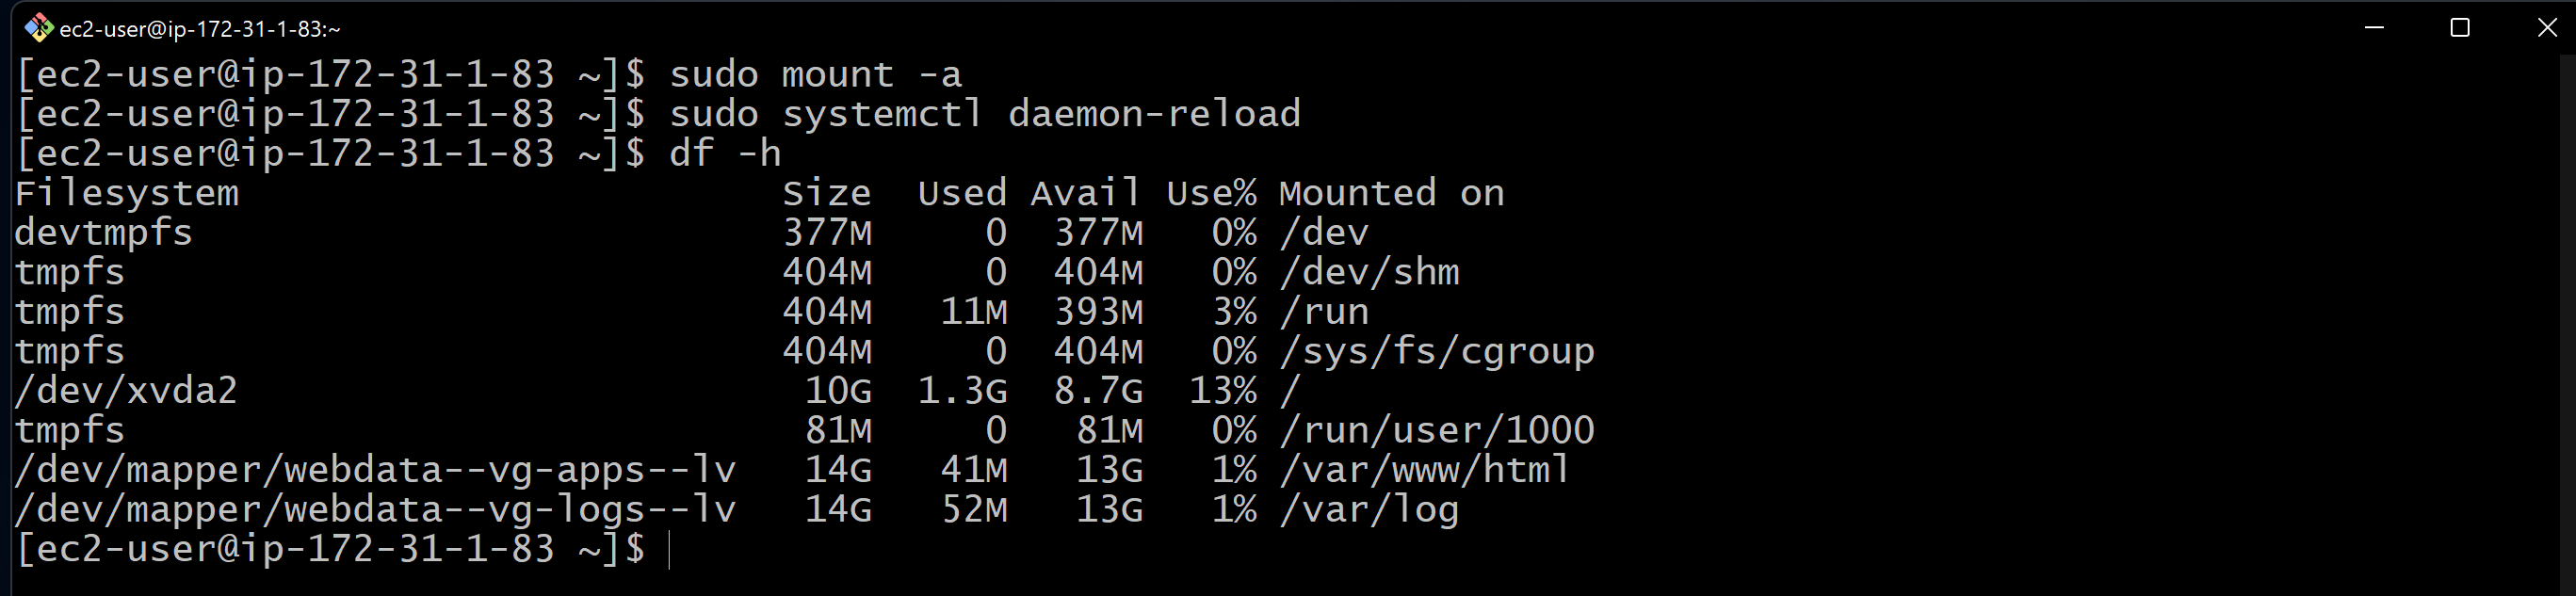 ec2-user@ip-172-31-1-83:~
[ec2-user@ip-172-31-1-83 ~]$ sudo mount -a
[ec2-user@ip-172-31-1-83 ~]$ sudo systemctl daemon-reload
[ec2-user@ip-172-31-1-83 ~]$ df -h
Filesystem                        Size  Used Avail Use% Mounted on
devtmpfs                          377M     0  377M   0% /dev
tmpfs                             404M     0  404M   0% /dev/shm
tmpfs                             404M   11M  393M   3% /run
tmpfs                             404M     0  404M   0% /sys/fs/cgroup
/dev/xvda2                         10G  1.3G  8.7G  13% /
tmpfs                              81M     0   81M   0% /run/user/1000
/dev/mapper/webdata--vg-apps--lv   14G   41M   13G   1% /var/www/html
/dev/mapper/webdata--vg-logs--lv   14G   52M   13G   1% /var/log
[ec2-user@ip-172-31-1-83 ~]$